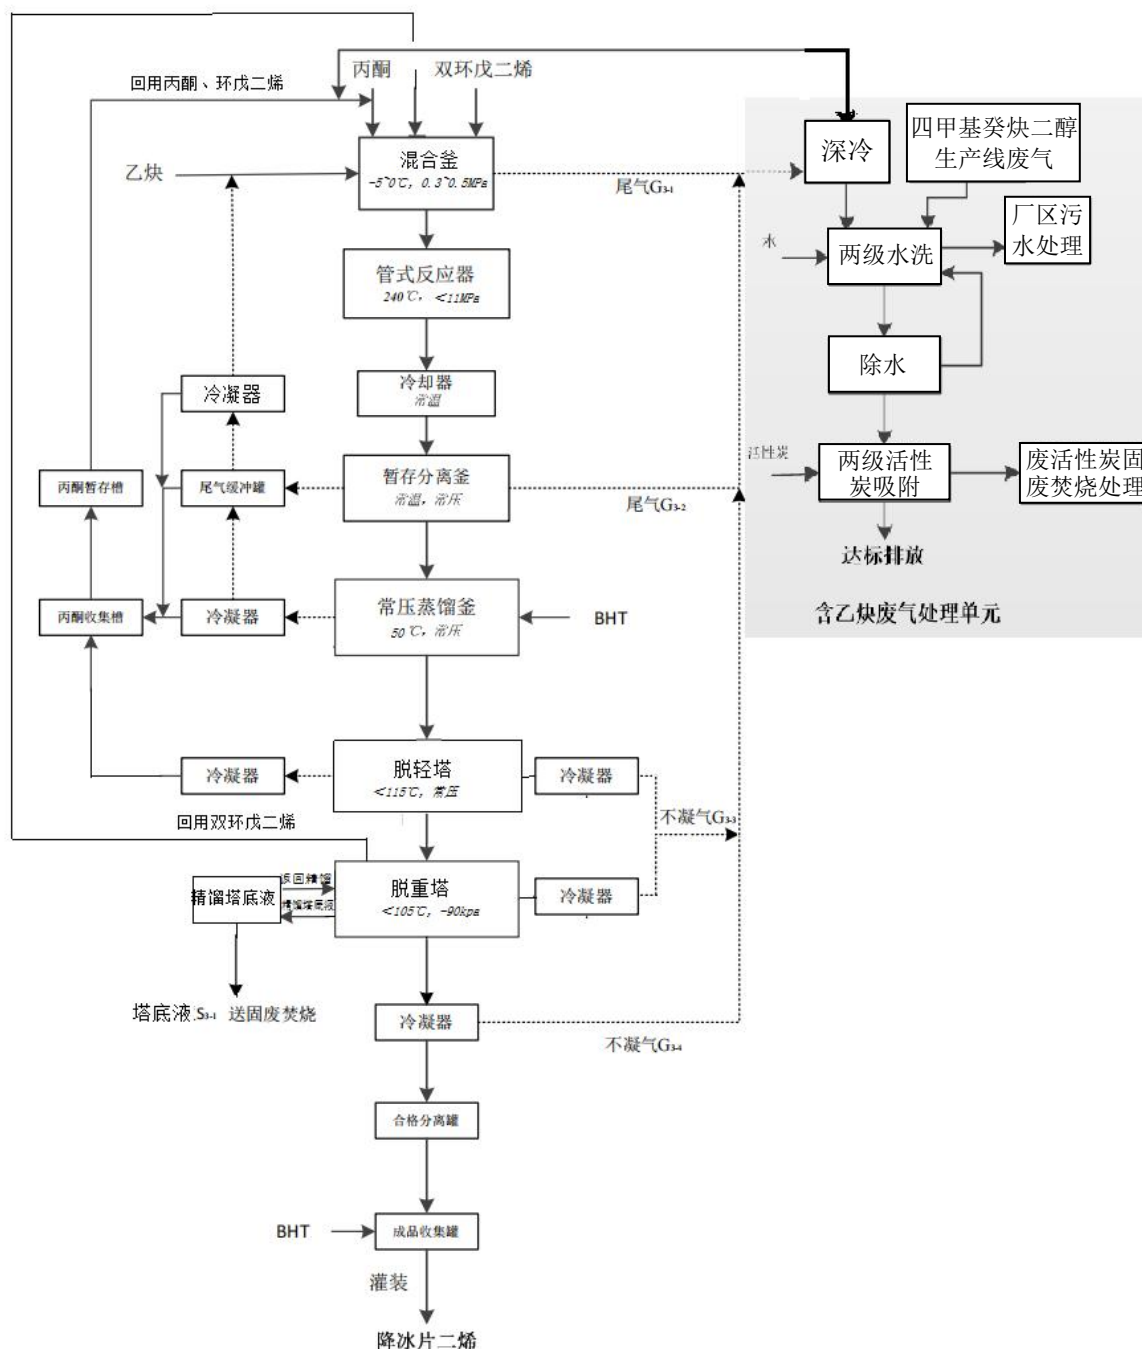 回用丙酮、环戊二烯
丙酮
双环戊二烯
乙炔
混合釜
-5~0℃，0.3~0.5MPa
尾气G3-1
管式反应器
240℃，＜11MPa
冷却器
常温
冷凝器
暂存分离釜
常温，常压
尾气缓冲罐
丙酮暂存槽
尾气G3-2
常压蒸馏釜
50℃，常压
BHT
冷凝器
丙酮收集槽
脱轻塔
＜115℃，常压
冷凝器
冷凝器
不凝气G3-3
回用双环戊二烯
脱重塔
＜105℃，-90kpa
冷凝器
返回精馏
精馏塔底液
精馏塔底液
塔底液S3-1 送固废焚烧
冷凝器
不凝气G3-4
合格分离罐
BHT
成品收集罐
灌装
降冰片二烯
深冷
四甲基癸炔二醇
生产线废气
水
两级水洗
厂区污
水处理
除水
活性炭
两级活性
炭吸附
废活性炭固
废焚烧处理
达标排放
含乙炔废气处理单元